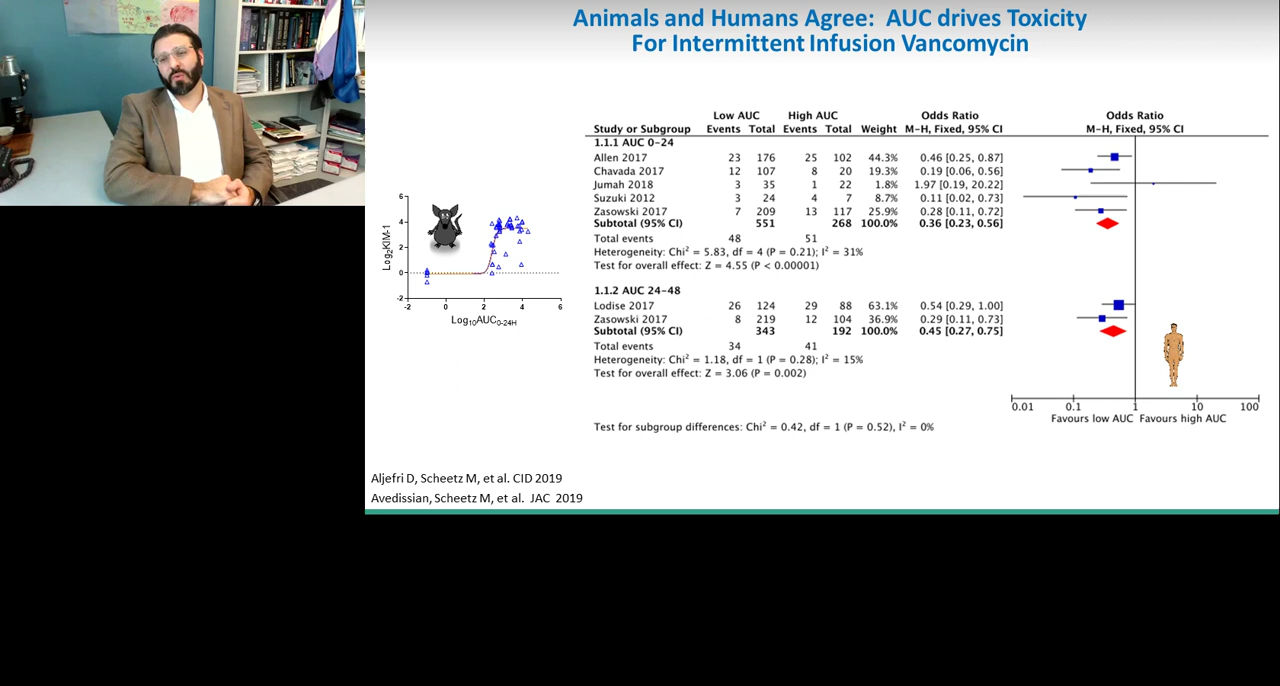 Animals and Humans Agree: AUC drives Toxicity
For Intermittent Infusion Vancomycin
6
4
2
0
-2
-2 0 2 4 6
Log2KIM-1
Log10AUC0-24H
Low AUC High AUC Odds Ratio Odds Ratio
Study or Subgroup Events Total Events Total Weight M-H, Fixed, 95% CI M-H, Fixed, 95% CI
1.1.1 AUC 0-24
Allen 2017 23 176 25 102 44.3% 0.46 [0.25, 0.87]
Chavada 2017 12 107 8 20 19.3% 0.19 [0.06, 0.56]
Jumah 2018 3 35 1 22 1.8% 1.97 [0.19, 20.22]
Suzuki 2012 3 24 4 7 8.7% 0.11 [0.02, 0.73]
Zasowski 2017 7 209 13 117 25.9% 0.28 [0.11, 0.72]
Subtotal (95% CI) 551 268 100.0% 0.36 [0.23, 0.56]
Total events 48 51
Heterogeneity: Chi² = 5.83, df = 4 (P = 0.21); I² = 31%
Test for overall effect: Z = 4.55 (P < 0.00001)
1.1.2 AUC 24-48
Lodise 2017 26 124 29 88 63.1% 0.54 [0.29, 1.00]
Zasowski 2017 8 219 12 104 36.9% 0.29 [0.11, 0.73]
Subtotal (95% CI) 343 192 100.0% 0.45 [0.27, 0.75]
Total events 34 41
Heterogeneity: Chi² = 1.18, df = 1 (P = 0.28); I² = 15%
Test for overall effect: Z = 3.06 (P = 0.002)
0.01 0.1 1 10 100
Favours low AUC Favours high AUC
Test for subgroup differences: Chi² = 0.42, df = 1 (P = 0.52), I² = 0%
Aljefri D, Scheetz M, et al. CID 2019
Avedissian, Scheetz M, et al. JAC 2019